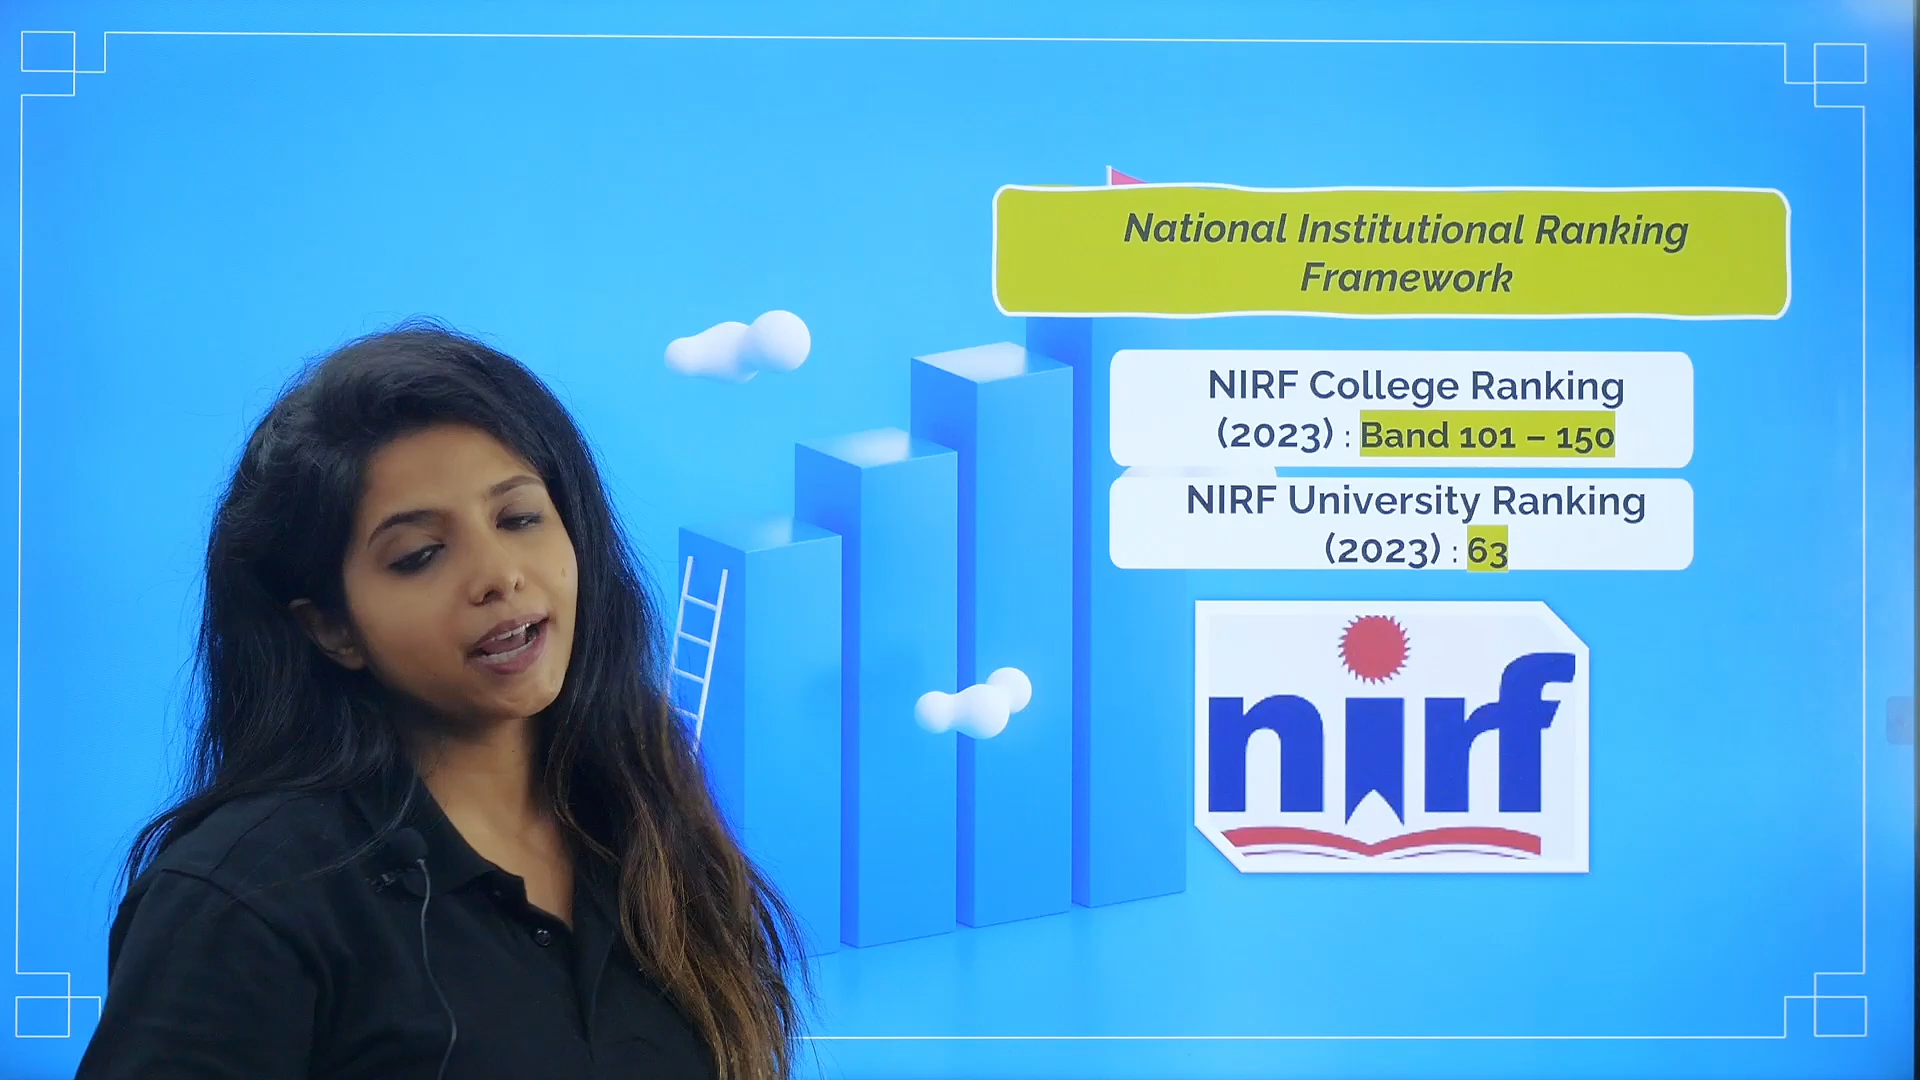 National Institutional Ranking
Framework
NIRF College Ranking
(2023) : Band 101 – 150
NIRF University Ranking
(2023) : 63
nirf